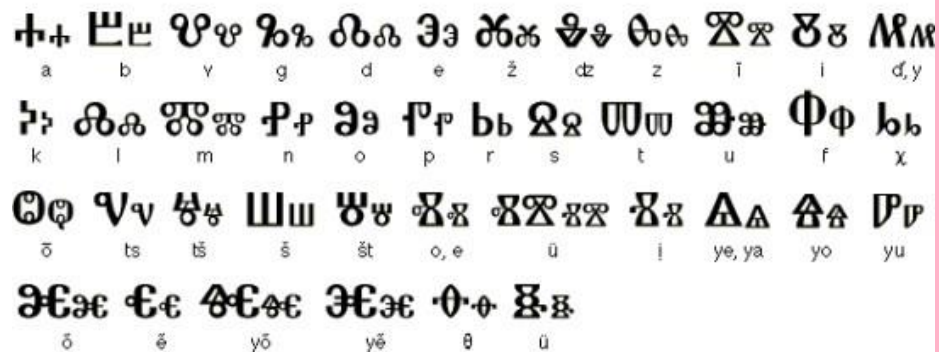 Ⰰⰰ Ⰱⰱ Ⰲⰲ Ⰳⰳ Ⰴⰴ Ⰵⰵ Ⰶⰶ Ⰷⰷ Ⰸⰸ Ⰹⰹ Ⰻⰻ Ⰼⰼ
a b v g d e ž dz z ī i d́, y
Ⰽⰽ Ⰾⰾ Ⰿⰿ Ⱀⱀ Ⱁⱁ Ⱂⱂ Ⱃⱃ Ⱄⱄ Ⱅⱅ Ⱆⱆ Ⱇⱇ Ⱈⱈ
k l m n o p r s t u f χ
Ⱉⱉ Ⱌⱌ Ⱍⱍ Ⱎⱎ Ⱋⱋ Ⱏⱏ ⰟⰉⱏⰹ Ⱐⱐ Ⱑⱑ Ⱖⱖ Ⱓⱓ
ō ts tš š št o, e ü į ye, ya yo yu
Ⱘⱘ Ⱔⱔ Ⱙⱙ Ⱗⱗ Ⱚⱚ Ⱛⱛ
õ ẽ yõ yẽ θ ü